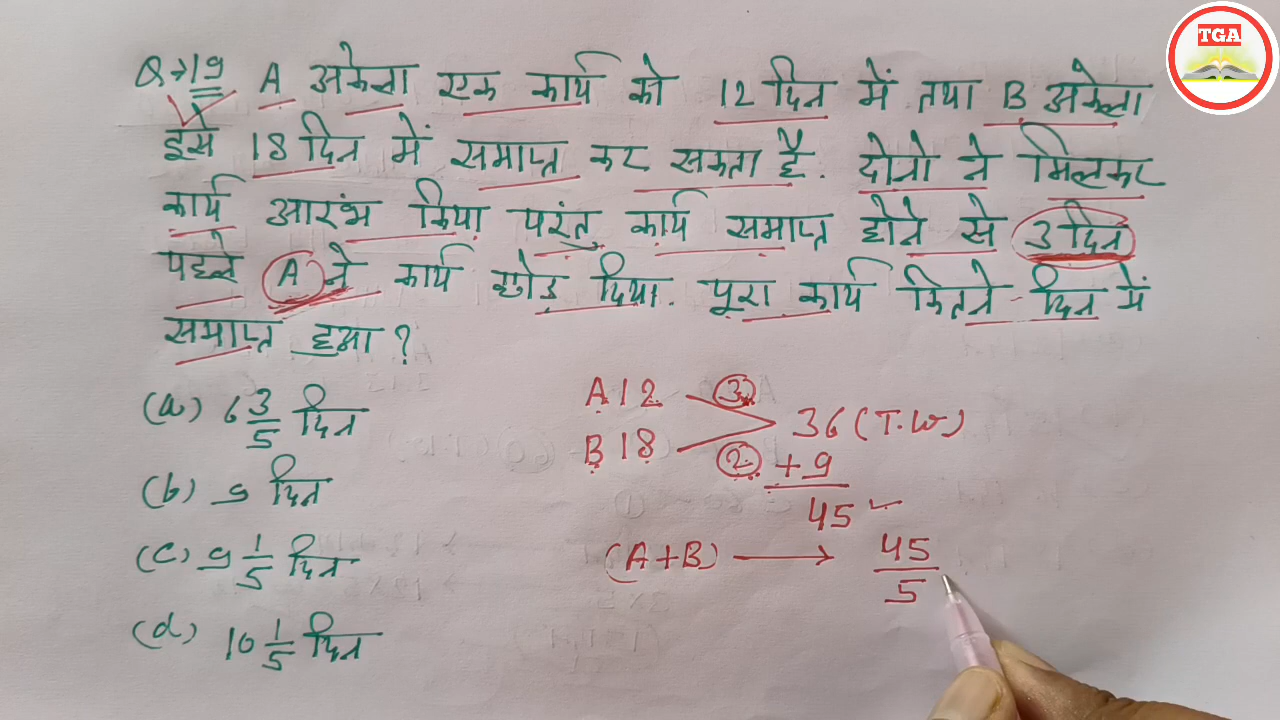 TGA
Q→19 A अकेला एक कार्य को 12 दिन में तथा B अकेला
इसे 18 दिन में समाप्त कर सकता है. दोनो ने मिलकर
कार्य आरंभ किया परंतु कार्य समाप्त होने से 3 दिन
पहले A ने कार्य छोड़ दिया. पूरा कार्य कितने दिन में
समाप्त हुआ?
(a) 6 3/5 दिन
(b) 9 दिन
(c) 9 1/5 दिन
(d) 10 1/5 दिन
A 12 3
36 (T.W)
B 18 2
+ 9
45
(A+B) → 45/5